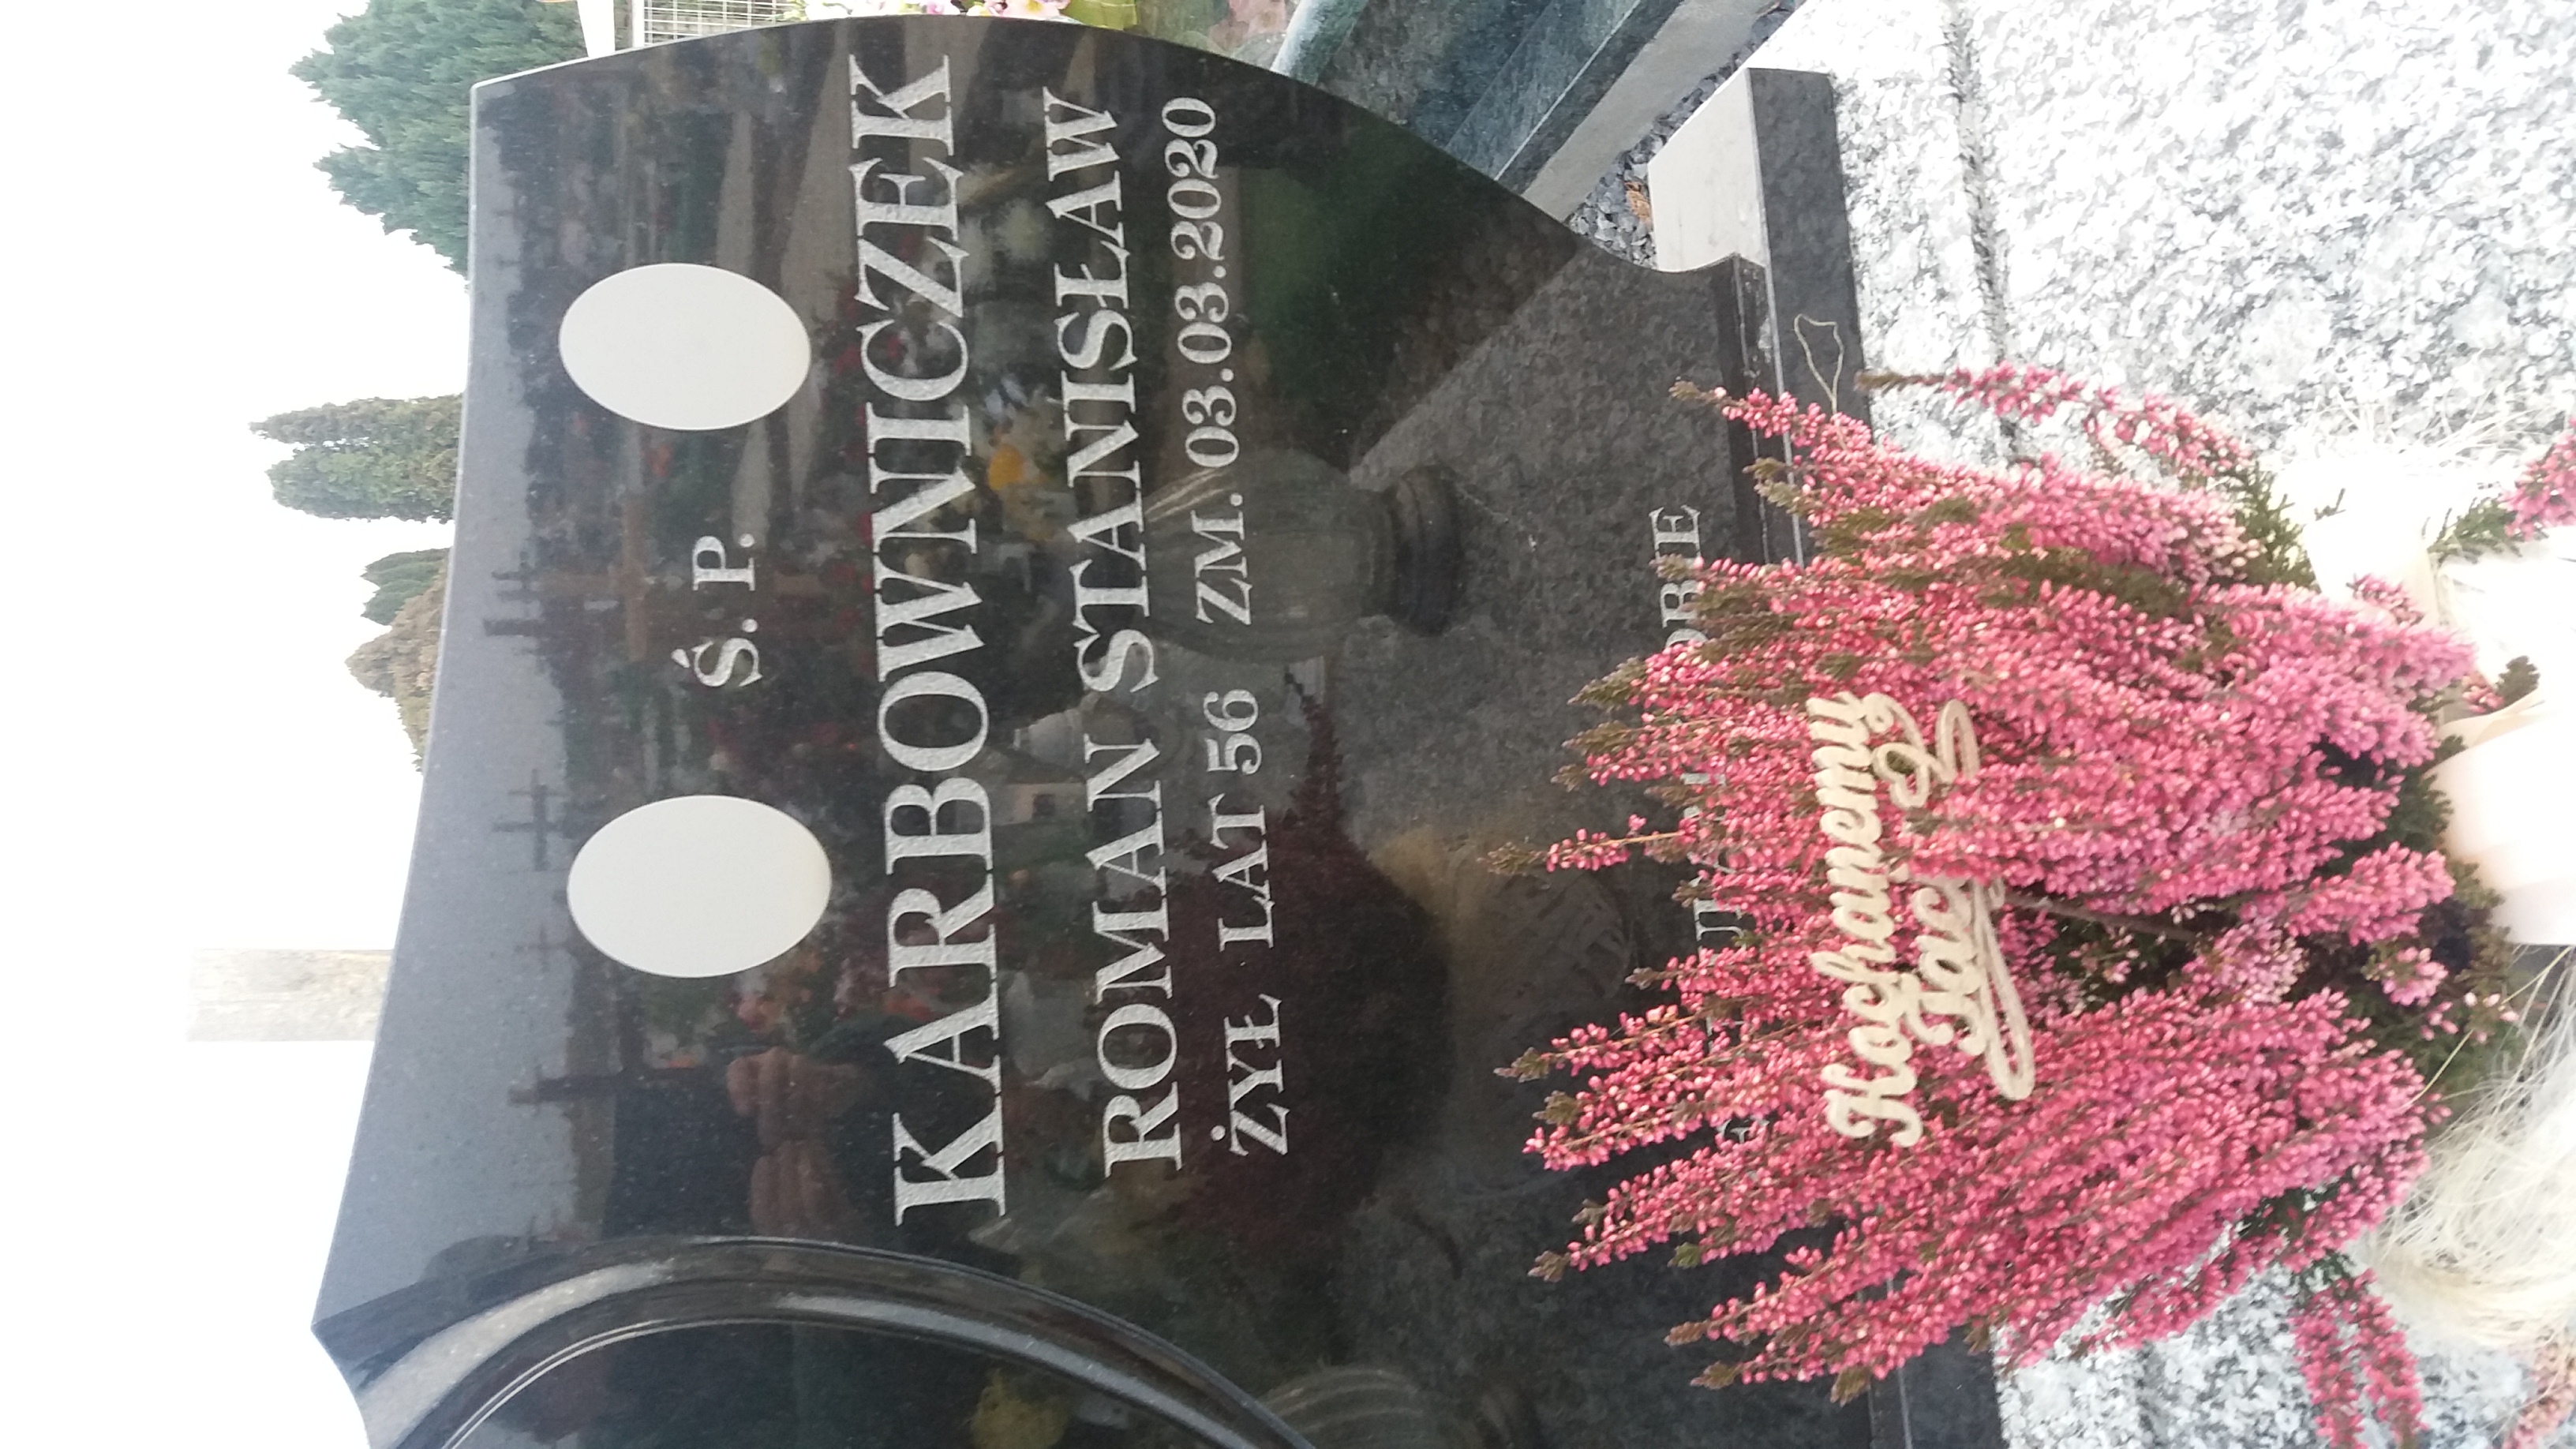 Ś. P.
KARBOWNICZEK
ROMAN STANISŁAW
ŻYŁ LAT 56 ZM. 03.03.2020
Kochanemu